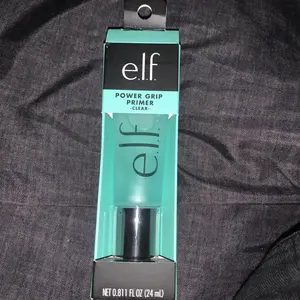 e.l.f.
POWER GRIP
PRIMER
-CLEAR-
e.l.f.
NET 0.811 FL OZ (24 mL)